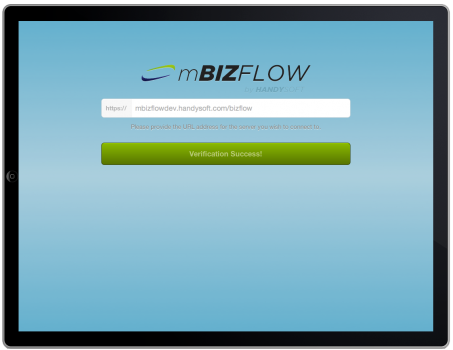 mBIZFLOW
by HANDYSOFT
https:// mbizflowdev.handysoft.com/bizflow
Please provide the URL address for the server you wish to connect to.
Verification Success!